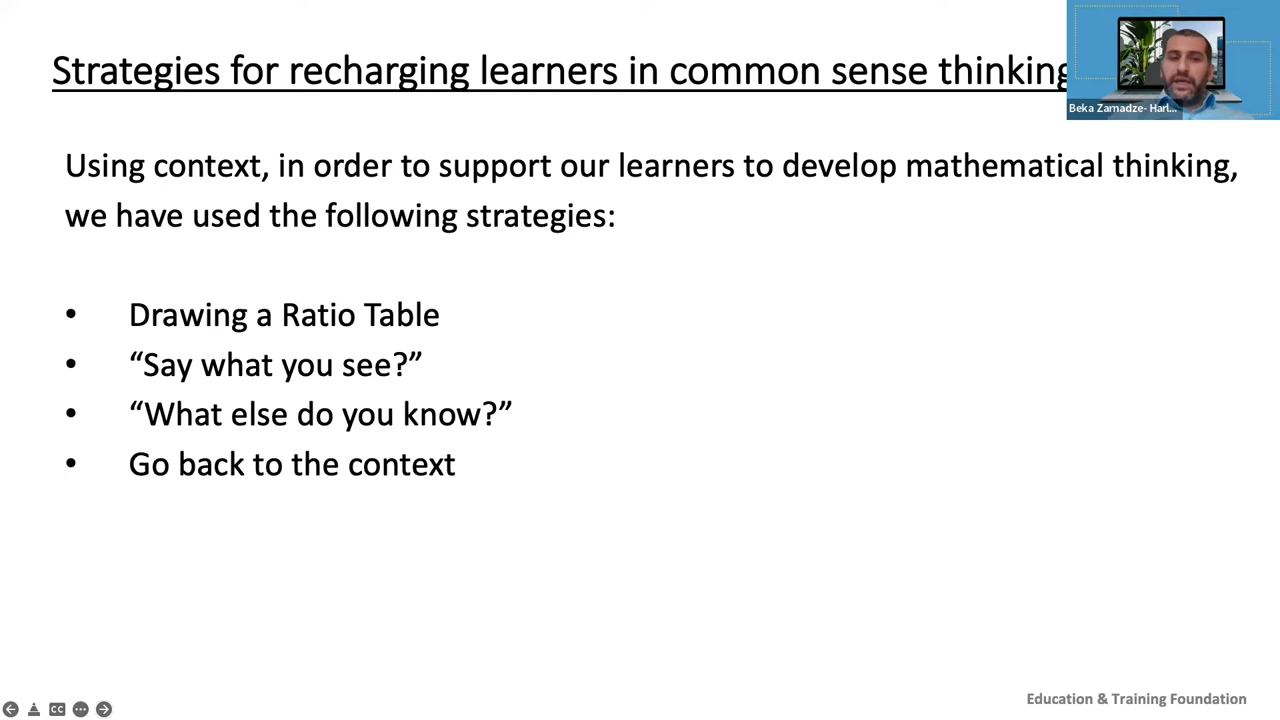 Strategies for recharging learners in common sense thinking
Beka Zarnadze- Harl...
Using context, in order to support our learners to develop mathematical thinking,
we have used the following strategies:
• Drawing a Ratio Table
• “Say what you see?”
• “What else do you know?”
• Go back to the context
Education & Training Foundation
CC